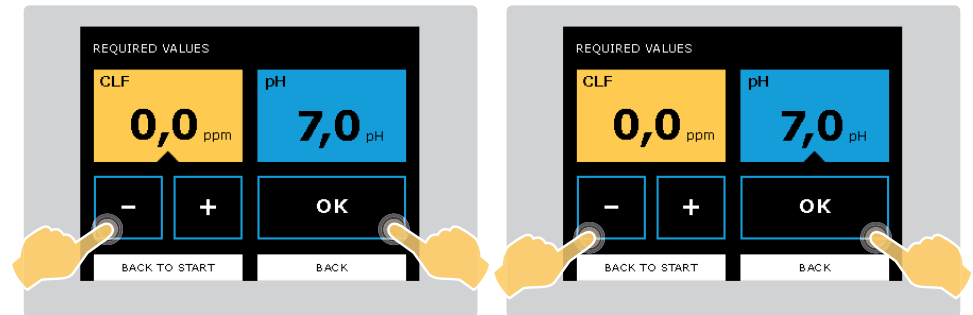 REQUIRED VALUES
CLF
0,0 ppm
pH
7,0 pH
-
+
OK
BACK TO START
BACK
REQUIRED VALUES
CLF
0,0 ppm
pH
7,0 pH
-
+
OK
BACK TO START
BACK